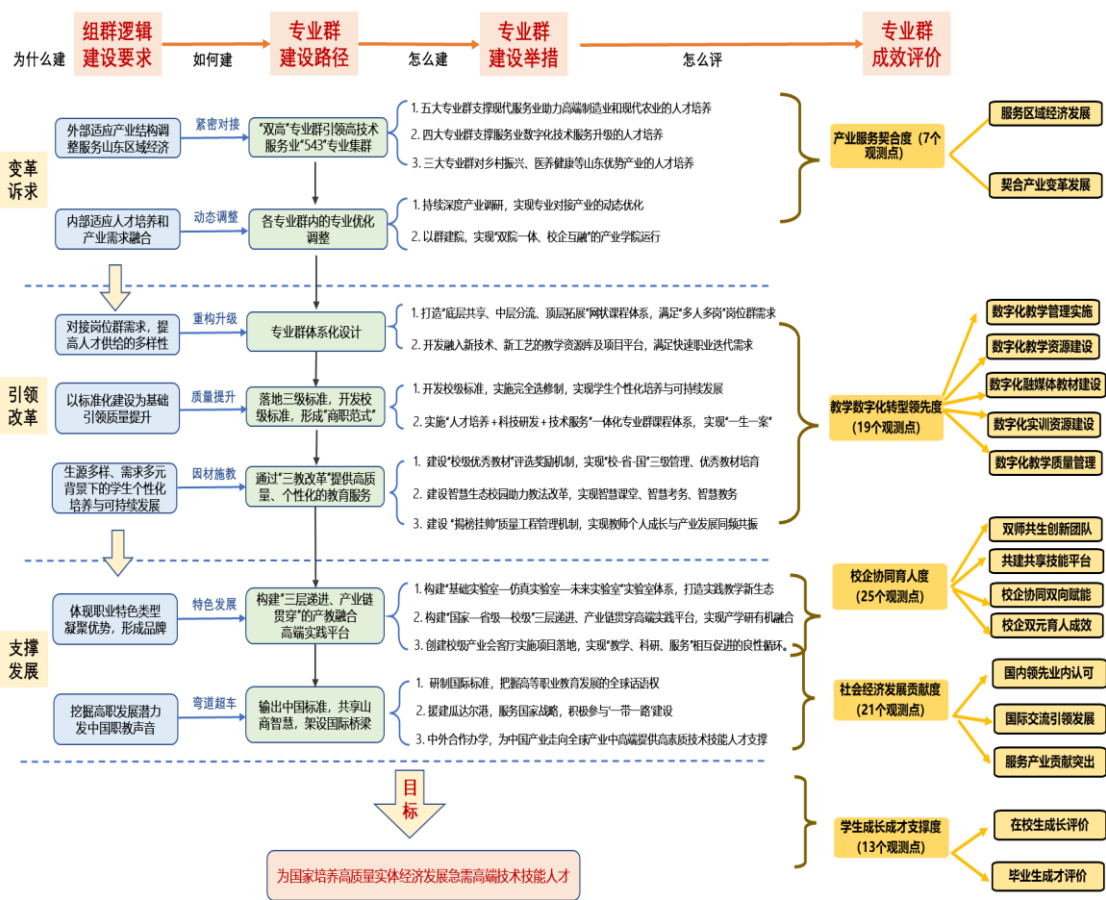 为什么建
组群逻辑
建设要求
如何建
专业群
建设路径
怎么建
专业群
建设举措
怎么评
专业群
成效评价
变革
诉求
外部适应产业结构调
整服务山东区域经济
紧密对接
“双高”专业群引领高技术
服务业“543”专业集群
1. 五大专业群支撑现代服务业助力高端制造业和现代农业的人才培养
2. 四大专业群支撑服务业数字化技术服务升级的人才培养
3. 三大专业群对乡村振兴、医养健康等山东优势产业的人才培养
内部适应人才培养和
产业需求融合
动态调整
各专业群内的专业优化
调整
1. 持续深度产业调研，实现专业对接产业的动态优化
2. 以群建院，实现“双院一体、校企互融”的产业学院运行
产业服务契合度（7个
观测点）
服务区域经济发展
契合产业变革发展
引领
改革
对接岗位群需求，提
高人才供给的多样性
重构升级
专业群体系化设计
1. 打造“底层共享、中层分流、顶层拓展”网状课程体系，满足“多人多岗”岗位群需求
2. 开发融入新技术、新工艺的教学资源库及项目平台，满足快速职业迭代需求
以标准化建设为基础
引领质量提升
质量提升
落地三级标准，开发校
级标准，形成“商职范式”
1. 开发校级标准，实施完全选修制，实现学生个性化培养与可持续发展
2. 实施“人才培养＋科技研发＋技术服务”一体化专业群课程体系，实现“一生一案”
生源多样、需求多元
背景下的学生个性化
培养与可持续发展
因材施教
通过“三教改革”提供高质
量、个性化的教育服务
1. 建设“校级优秀教材”评选奖励机制，实现“校-省-国”三级管理、优秀教材培育
2. 建设智慧生态校园助力教法改革，实现智慧课堂、智慧考务、智慧教务
3. 建设 “揭榜挂帅”质量工程管理机制，实现教师个人成长与产业发展同频共振
教学数字化转型领先度
（19个观测点）
数字化教学管理实施
数字化教学资源建设
数字化融媒体教材建设
数字化实训资源建设
数字化教学质量管理
支撑
发展
体现职业特色类型
凝聚优势，形成品牌
特色发展
构建“三层递进、产业链
贯穿”的产教融合
高端实践平台
1. 构建“基础实验室—仿真实验室—未来实验室”实验室体系，打造实践教学新生态
2. 构建“国家—省级—校级”三层递进、产业链贯穿高端实践平台，实现产学研有机融合
3. 创建校级产业会客厅实施项目落地，实现“教学、科研、服务”相互促进的良性循环。
挖掘高职发展潜力
发中国职教声音
弯道超车
输出中国标准，共享山
商智慧，架设国际桥梁
1. 研制国际标准，把握高等职业教育发展的全球话语权
2. 援建瓜达尔港，服务国家战略，积极参与“一带一路”建设
3. 中外合作办学，为中国产业走向全球产业中高端提供高素质技术技能人才支撑
校企协同育人度
（25个观测点）
双师共生创新团队
共建共享技能平台
校企协同双向赋能
校企双元育人成效
社会经济发展贡献度
（21个观测点）
国内领先业内认可
国际交流引领发展
服务产业贡献突出
目
标
为国家培养高质量实体经济发展急需高端技术技能人才
学生成长成才支撑度
（13个观测点）
在校生成长评价
毕业生成才评价